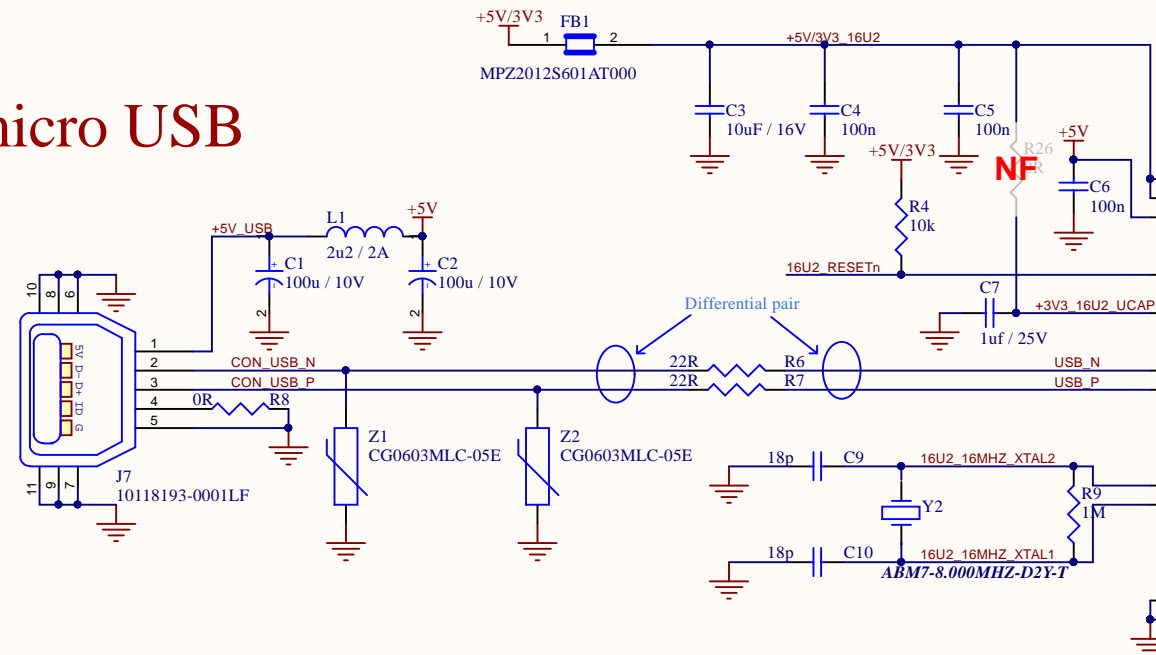 +5V/3V3
FB1
1
2
+5V/3V3_16U2
MPZ2012S601AT000
micro USB
C3
10uF / 16V
C4
100n
C5
100n
R26
NF
+5V
C6
100n
+5V/3V3
R4
10k
16U2_RESETn
+5V_USB
L1
2u2 / 2A
+5V
C1
100u / 10V
2
C2
100u / 10V
2
C7
1uf / 25V
+3V3_16U2_UCAP
Differential pair
10
8
6
1
2
3
4
5
5V
D-
D+
ID
G
CON_USB_N
CON_USB_P
22R
R6
22R
R7
USB_N
USB_P
0R
R8
Z1
CG0603MLC-05E
Z2
CG0603MLC-05E
J7
10118193-0001LF
11
9
7
18p
C9
16U2_16MHZ_XTAL2
Y2
R9
1M
18p
C10
16U2_16MHZ_XTAL1
ABM7-8.000MHZ-D2Y-T